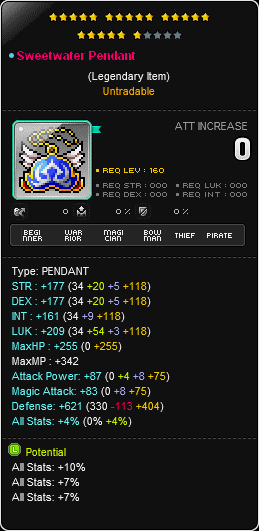 Sweetwater Pendant
(Legendary Item)
Untradable
ATT INCREASE
0
REQ LEV : 160
REQ STR : 000
REQ LUK : 000
REQ DEX : 000
REQ INT : 000
0
0 %
0 %
BEGINNER WARRIOR MAGICIAN BOWMAN THIEF PIRATE
Type: PENDANT
STR : +177 (34 +20 +5 +118)
DEX : +177 (34 +20 +5 +118)
INT : +161 (34 +9 +118)
LUK : +209 (34 +54 +3 +118)
MaxHP : +255 (0 +255)
MaxMP : +342
Attack Power: +87 (0 +4 +8 +75)
Magic Attack: +83 (0 +8 +75)
Defense: +621 (330 -113 +404)
All Stats: +4% (0% +4%)
L Potential
All Stats: +10%
All Stats: +7%
All Stats: +7%